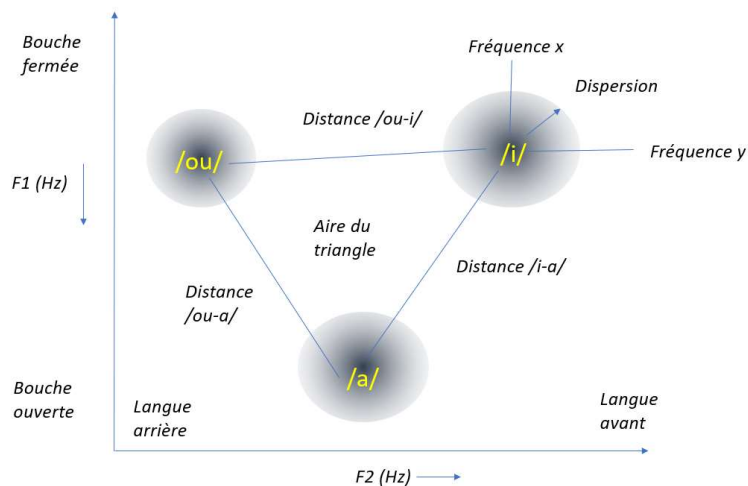 Bouche
fermée
Fréquence x
Dispersion
Distance /ou-i/
/ou/
/i/
Fréquence y
F1 (Hz)
Aire du
triangle
Distance /i-a/
Distance
/ou-a/
/a/
Bouche
ouverte
Langue
arrière
Langue
avant
F2 (Hz)